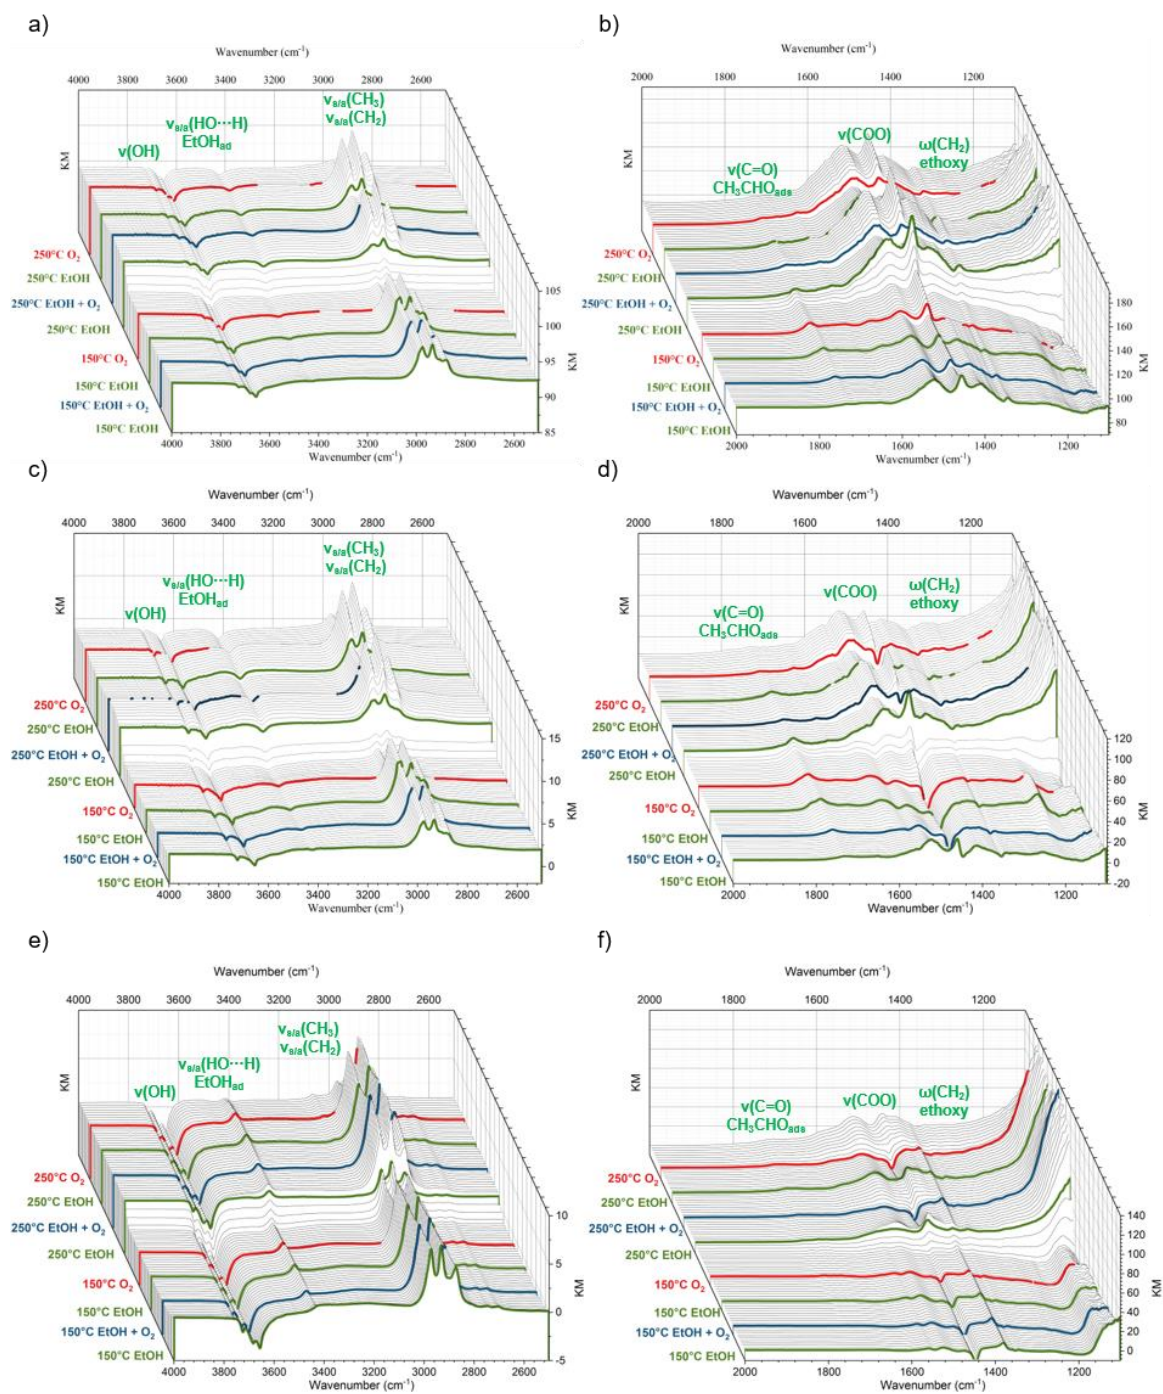 a)
Wavenumber (cm⁻¹)
4000 3800 3600 3400 3200 3000 2800 2600
νs/a(CH₃)
νs/a(CH₂)
νs/a(HO···H)
EtOHad
ν(OH)
KM
250°C O₂
250°C EtOH
250°C EtOH + O₂
250°C EtOH
150°C O₂
150°C EtOH
150°C EtOH + O₂
150°C EtOH
105
100
95
90
85
KM
4000 3800 3600 3400 3200 3000 2800 2600
Wavenumber (cm⁻¹)
b)
Wavenumber (cm⁻¹)
2000 1800 1600 1400 1200
ν(COO)
ω(CH₂)
ethoxy
ν(C=O)
CH₃CHOads
KM
250°C O₂
250°C EtOH
250°C EtOH + O₂
250°C EtOH
150°C O₂
150°C EtOH
150°C EtOH + O₂
150°C EtOH
180
160
140
120
100
80
KM
2000 1800 1600 1400 1200
Wavenumber (cm⁻¹)
c)
Wavenumber (cm⁻¹)
4000 3800 3600 3400 3200 3000 2800 2600
νs/a(CH₃)
νs/a(CH₂)
νs/a(HO···H)
EtOHad
ν(OH)
KM
250°C O₂
250°C EtOH
250°C EtOH + O₂
250°C EtOH
150°C O₂
150°C EtOH
150°C EtOH + O₂
150°C EtOH
15
10
5
0
KM
4000 3800 3600 3400 3200 3000 2800 2600
Wavenumber (cm⁻¹)
d)
Wavenumber (cm⁻¹)
2000 1800 1600 1400 1200
ν(COO)
ω(CH₂)
ethoxy
ν(C=O)
CH₃CHOads
KM
250°C O₂
250°C EtOH
250°C EtOH + O₂
250°C EtOH
150°C O₂
150°C EtOH
150°C EtOH + O₂
150°C EtOH
120
100
80
60
40
20
0
-20
KM
2000 1800 1600 1400 1200
Wavenumber (cm⁻¹)
e)
Wavenumber (cm⁻¹)
4000 3800 3600 3400 3200 3000 2800 2600
νs/a(CH₃)
νs/a(CH₂)
νs/a(HO···H)
EtOHad
ν(OH)
KM
250°C O₂
250°C EtOH
250°C EtOH + O₂
250°C EtOH
150°C O₂
150°C EtOH
150°C EtOH + O₂
150°C EtOH
10
5
0
-5
KM
4000 3800 3600 3400 3200 3000 2800 2600
Wavenumber (cm⁻¹)
f)
Wavenumber (cm⁻¹)
2000 1800 1600 1400 1200
ν(COO)
ω(CH₂)
ethoxy
ν(C=O)
CH₃CHOads
KM
250°C O₂
250°C EtOH
250°C EtOH + O₂
250°C EtOH
150°C O₂
150°C EtOH
150°C EtOH + O₂
150°C EtOH
140
120
100
80
60
40
20
0
KM
2000 1800 1600 1400 1200
Wavenumber (cm⁻¹)